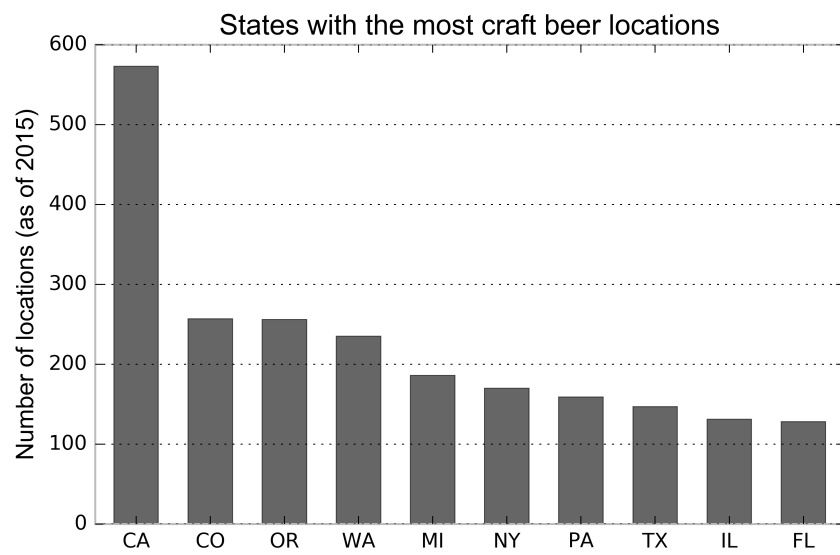 States with the most craft beer locations
Number of locations (as of 2015)
600
500
400
300
200
100
0
CA CO OR WA MI NY PA TX IL FL